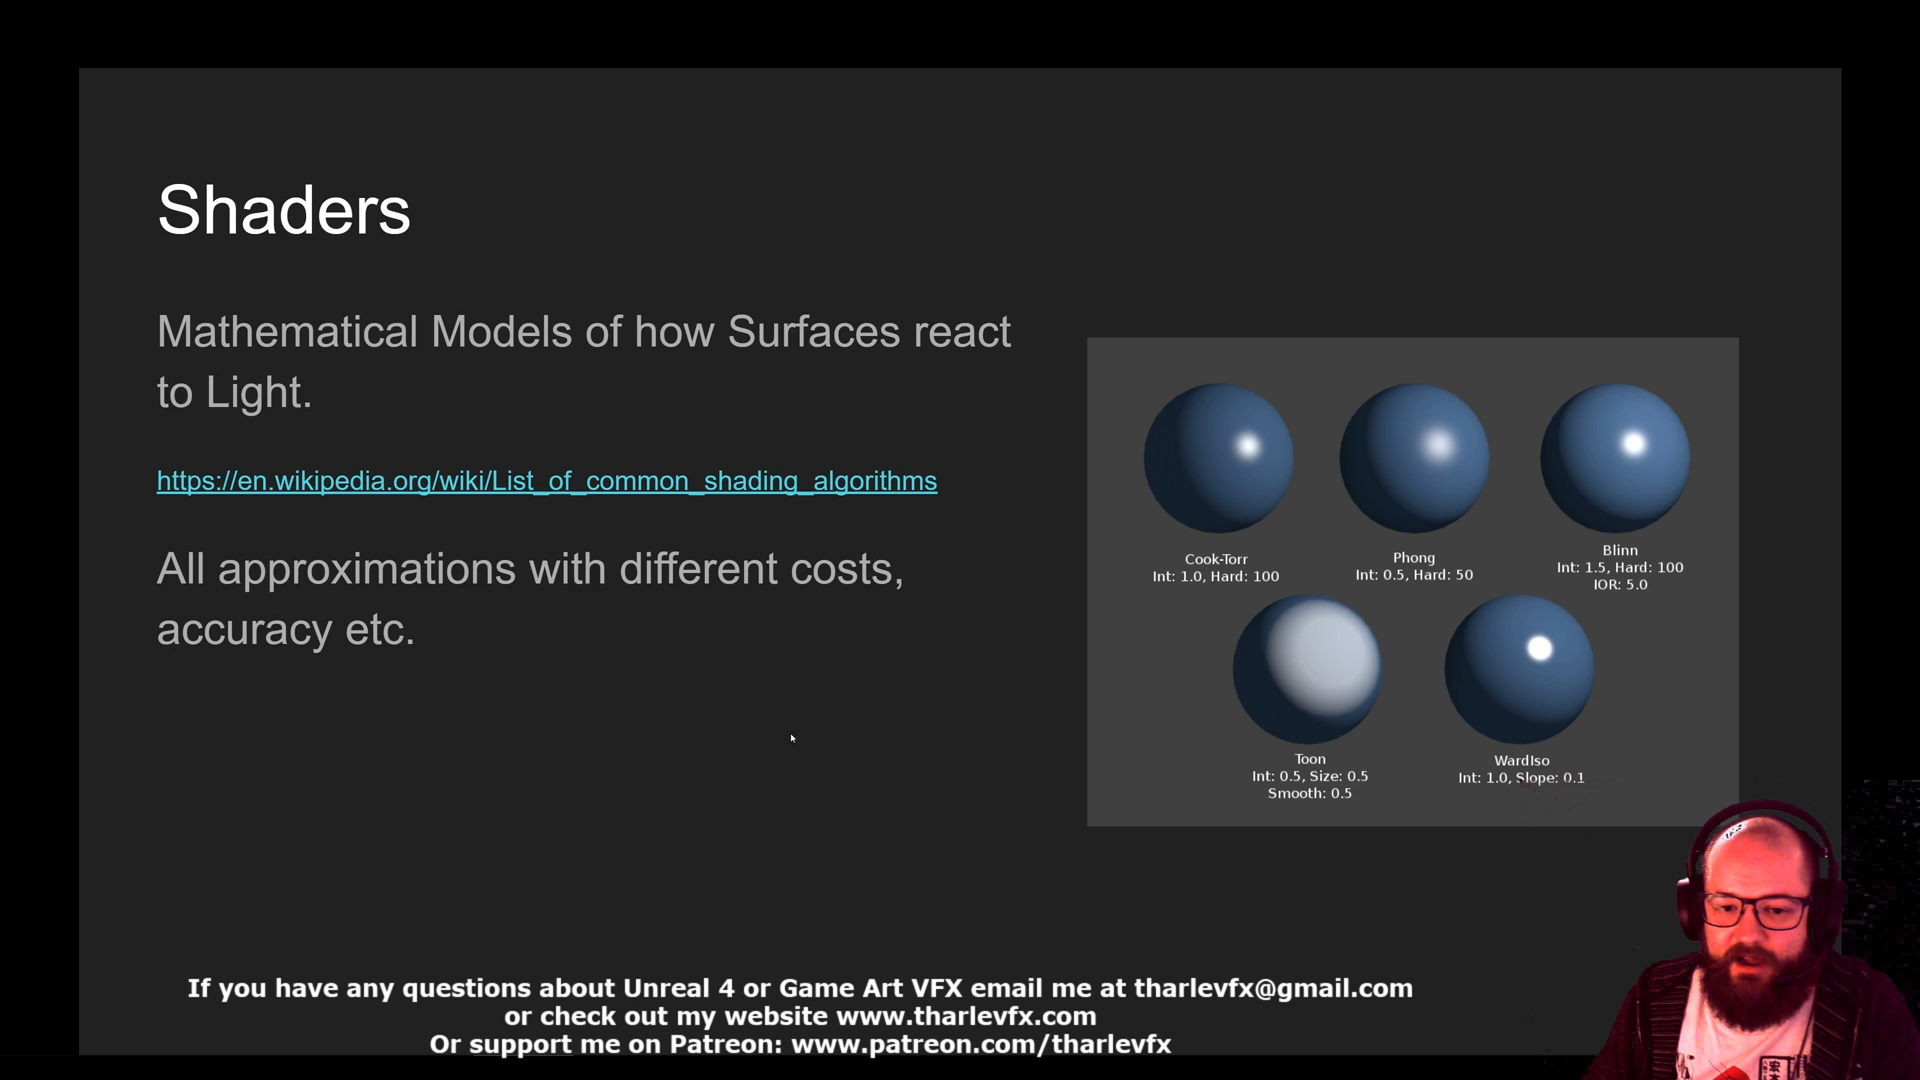 Shaders
Mathematical Models of how Surfaces react
to Light.
https://en.wikipedia.org/wiki/List_of_common_shading_algorithms
All approximations with different costs,
accuracy etc.
Cook-Torr
Int: 1.0, Hard: 100
Phong
Int: 0.5, Hard: 50
Blinn
Int: 1.5, Hard: 100
IOR: 5.0
Toon
Int: 0.5, Size: 0.5
Smooth: 0.5
WardIso
Int: 1.0, Slope: 0.1
If you have any questions about Unreal 4 or Game Art VFX email me at tharlevfx@gmail.com
or check out my website www.tharlevfx.com
Or support me on Patreon: www.patreon.com/tharlevfx